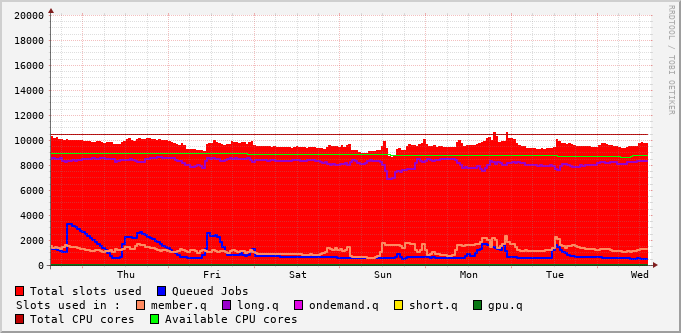 20000
18000
16000
14000
12000
10000
8000
6000
4000
2000
0
Thu Fri Sat Sun Mon Tue Wed
RRDTOOL / TOBI OETIKER
Total slots used Queued Jobs
Slots used in : member.q long.q ondemand.q short.q gpu.q
Total CPU cores Available CPU cores